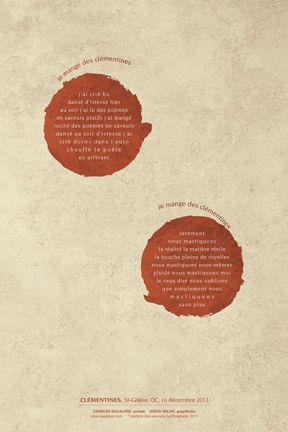 je mange des clémentines
j'ai crié bu
dansé d'ivresse hier
au soir j'ai lu des poèmes
en saveurs plutôt j'ai mangé
récité des poèmes en saveurs
dansé au soir d'ivresse j'ai
crié dormi dans l'auto
chauffé le poêle
en arrivant
je mange des clémentines
rarement
nous mastiquons
la réalité la matière réelle
la bouche pleine de voyelles
nous mastiquons nous-mêmes
plutôt nous mastiquons moi
je veux dire nous oublions
que simplement nous
mastiquons
sans plus
CLÉMENTINES, St-Gédéon, QC, 16 décembre 2012.
CHARLES SAGALANE, poète JASON MILAN, graphiste